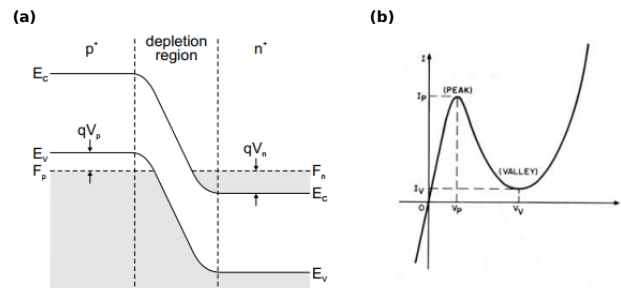 (a)
p+
depletion
region
n+
Ec
qVp
Ev
Fp
qVn
Fn
Ec
Ev
(b)
I
(PEAK)
Ip
(VALLEY)
Iv
O
Vp
Vv
V